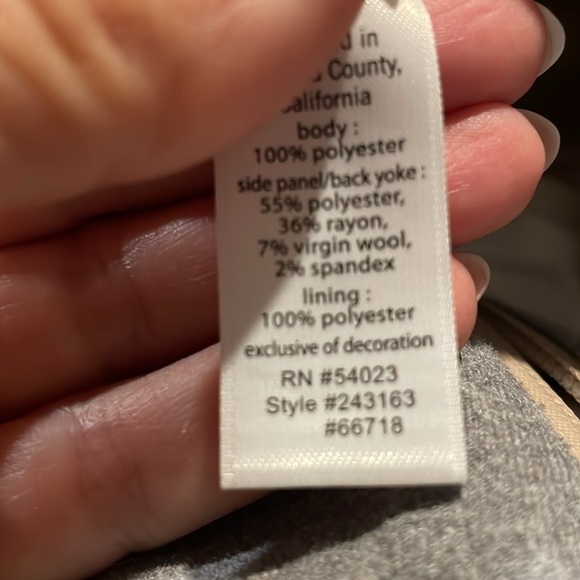 in
County,
California
body :
100% polyester
side panel/back yoke :
55% polyester,
36% rayon,
7% virgin wool,
2% spandex
lining :
100% polyester
exclusive of decoration
RN #54023
Style #243163
#66718